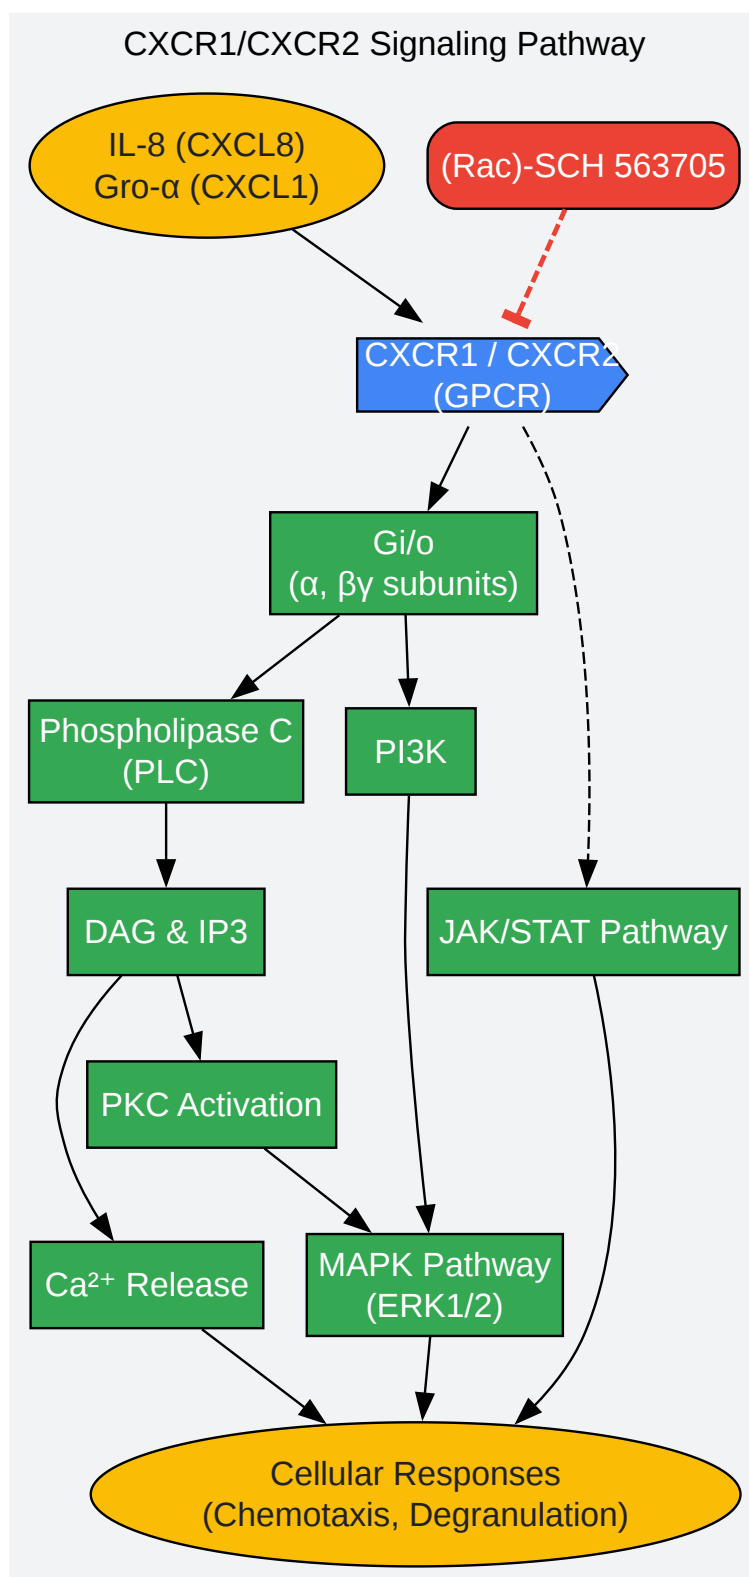 CXCR1/CXCR2 Signaling Pathway
IL-8 (CXCL8)
Gro-α (CXCL1)
(Rac)-SCH 563705
CXCR1 / CXCR2
(GPCR)
Gi/o
(α, βγ subunits)
Phospholipase C
(PLC)
PI3K
DAG & IP3
JAK/STAT Pathway
PKC Activation
Ca²⁺ Release
MAPK Pathway
(ERK1/2)
Cellular Responses
(Chemotaxis, Degranulation)